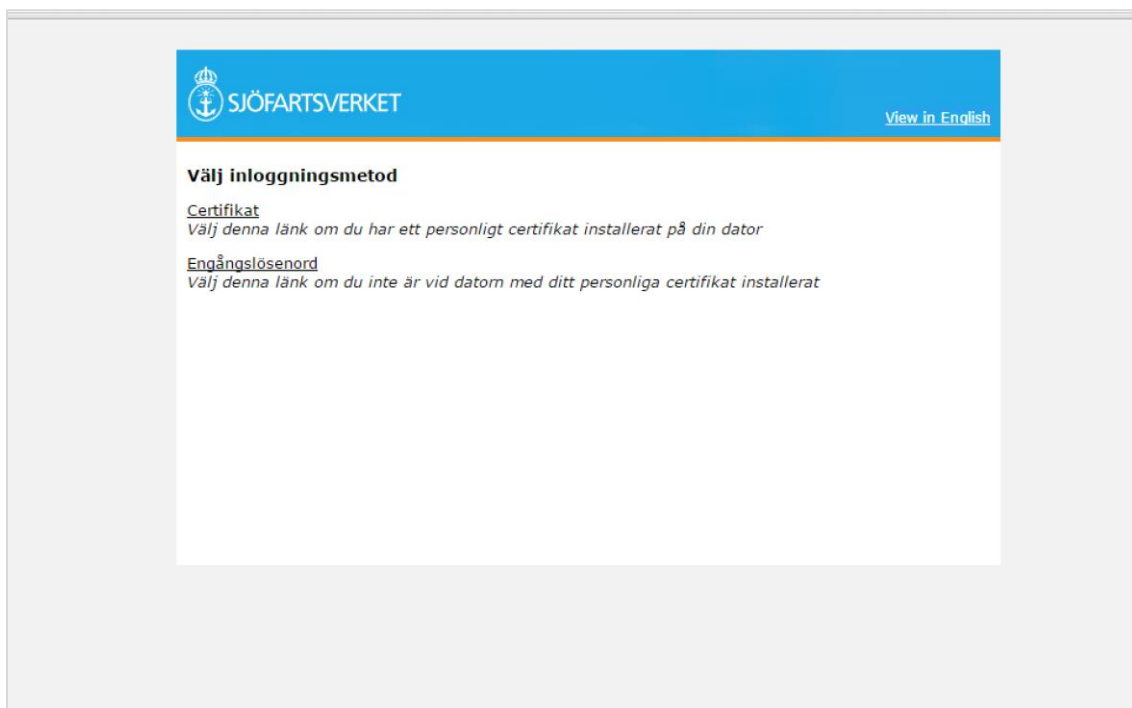 SJÖFARTSVERKET
View in English
Välj inloggningsmetod
Certifikat
Välj denna länk om du har ett personligt certifikat installerat på din dator
Engångslösenord
Välj denna länk om du inte är vid datorn med ditt personliga certifikat installerat